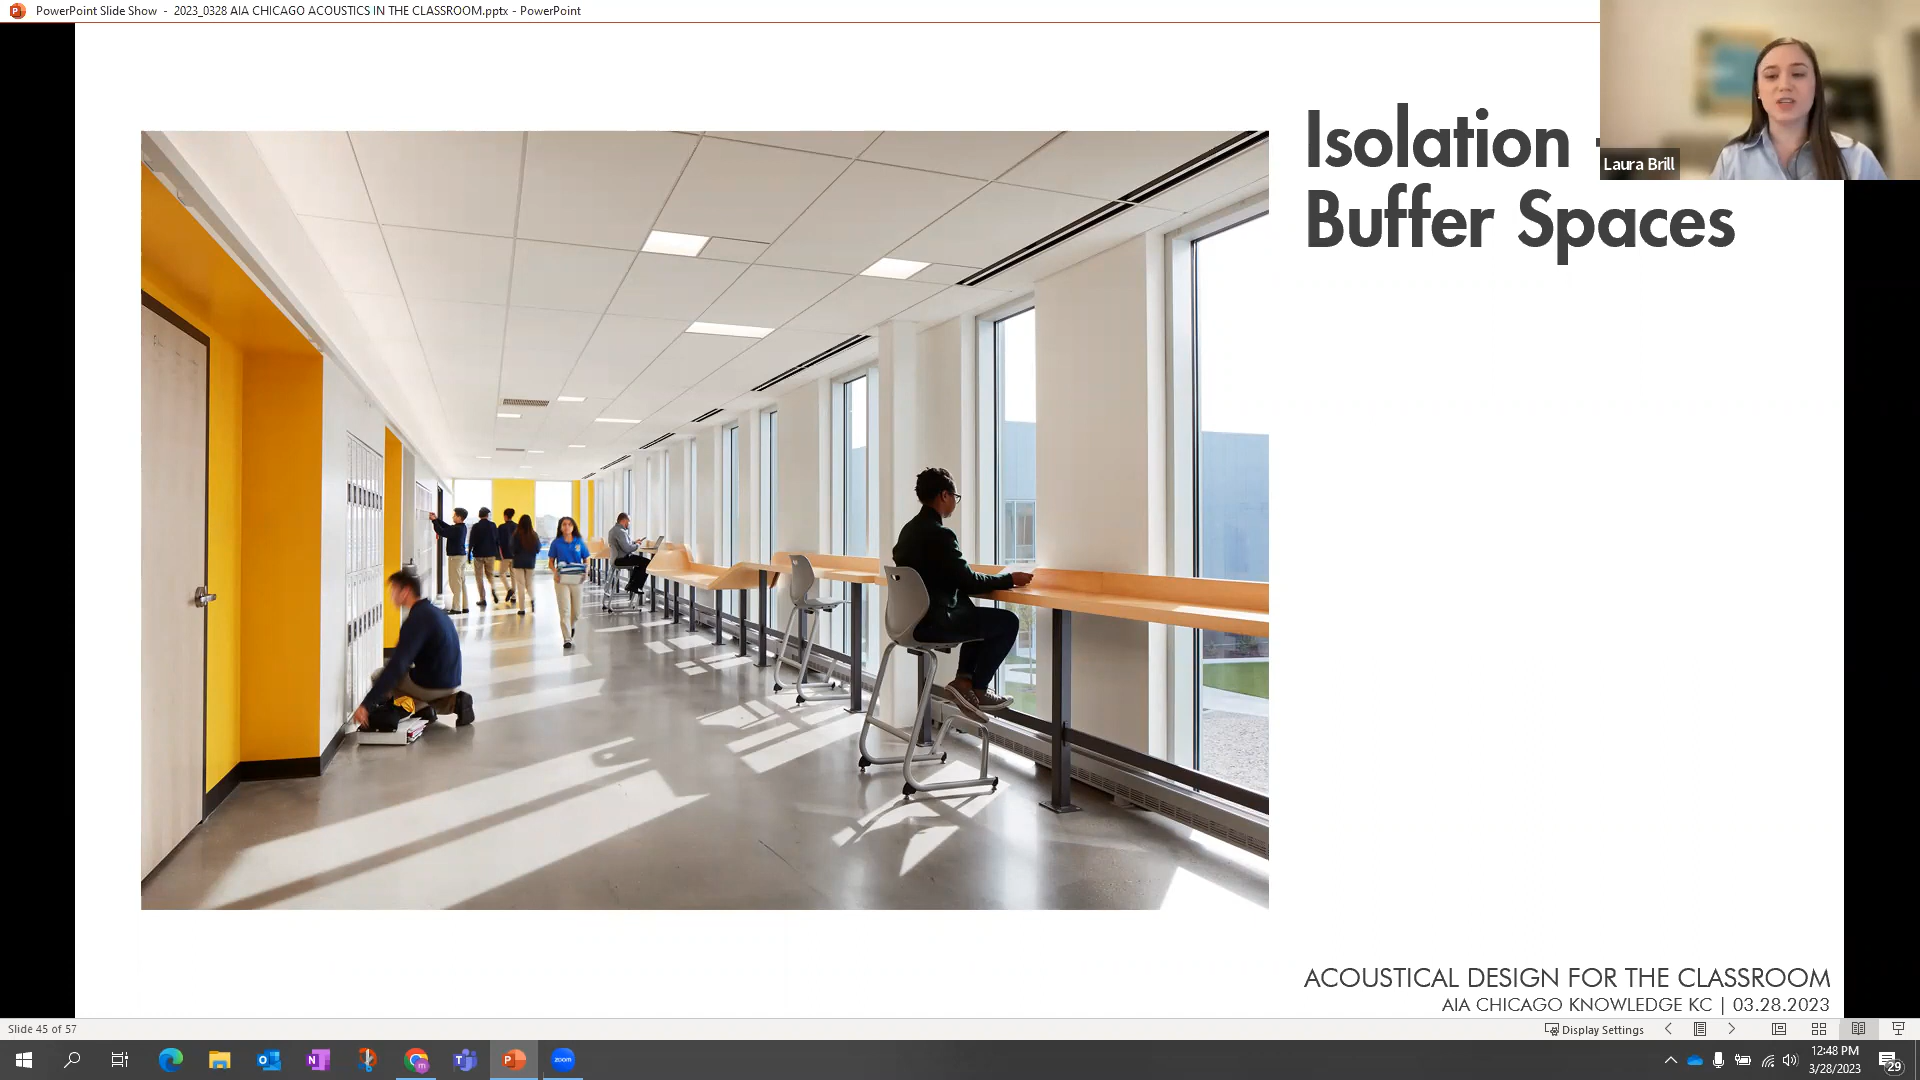 PowerPoint Slide Show - 2023_0328 AIA CHICAGO ACOUSTICS IN THE CLASSROOM.pptx - PowerPoint
Isolation -
Buffer Spaces
Laura Brill
ACOUSTICAL DESIGN FOR THE CLASSROOM
AIA CHICAGO KNOWLEDGE KC | 03.28.2023
Slide 45 of 57
Display Settings
zoom
12:48 PM
3/28/2023
29